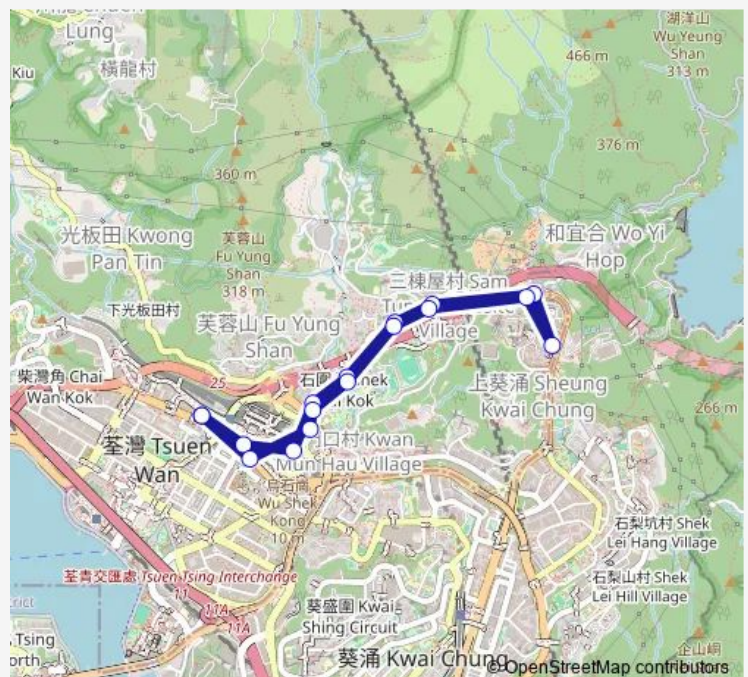 Lung
湖洋山
Wu Yeung
Shan
313 m
466 m
Kiu
橫龍村
376 m
360 m
光板田 Kwong
Pan Tin
芙蓉山
Fu Yung
Shan
318 m
和宜合 Wo Yi
Hop
三棟屋村 Sam
Village
下光板田村
芙蓉山 Fu Yung
Shan
25
柴灣角 Chai
Wan Kok
Kok
上葵涌 Sheung
Kwai Chung
266 m
荃灣 Tsuen
Wan
口村 Kwan
Mun Hau Village
Wu Shek
Kong
10 m
石梨坑村 Shek
Lei Hang Village
荃青交匯處 Tsuen Tsing Interchange
11
11A
11A
石梨山村 Shek
Lei Hill Village
葵盛圍 Kwai
Shing Circuit
Tsing
orth
葵涌 Kwai Chung
© OpenStreetMap contributors